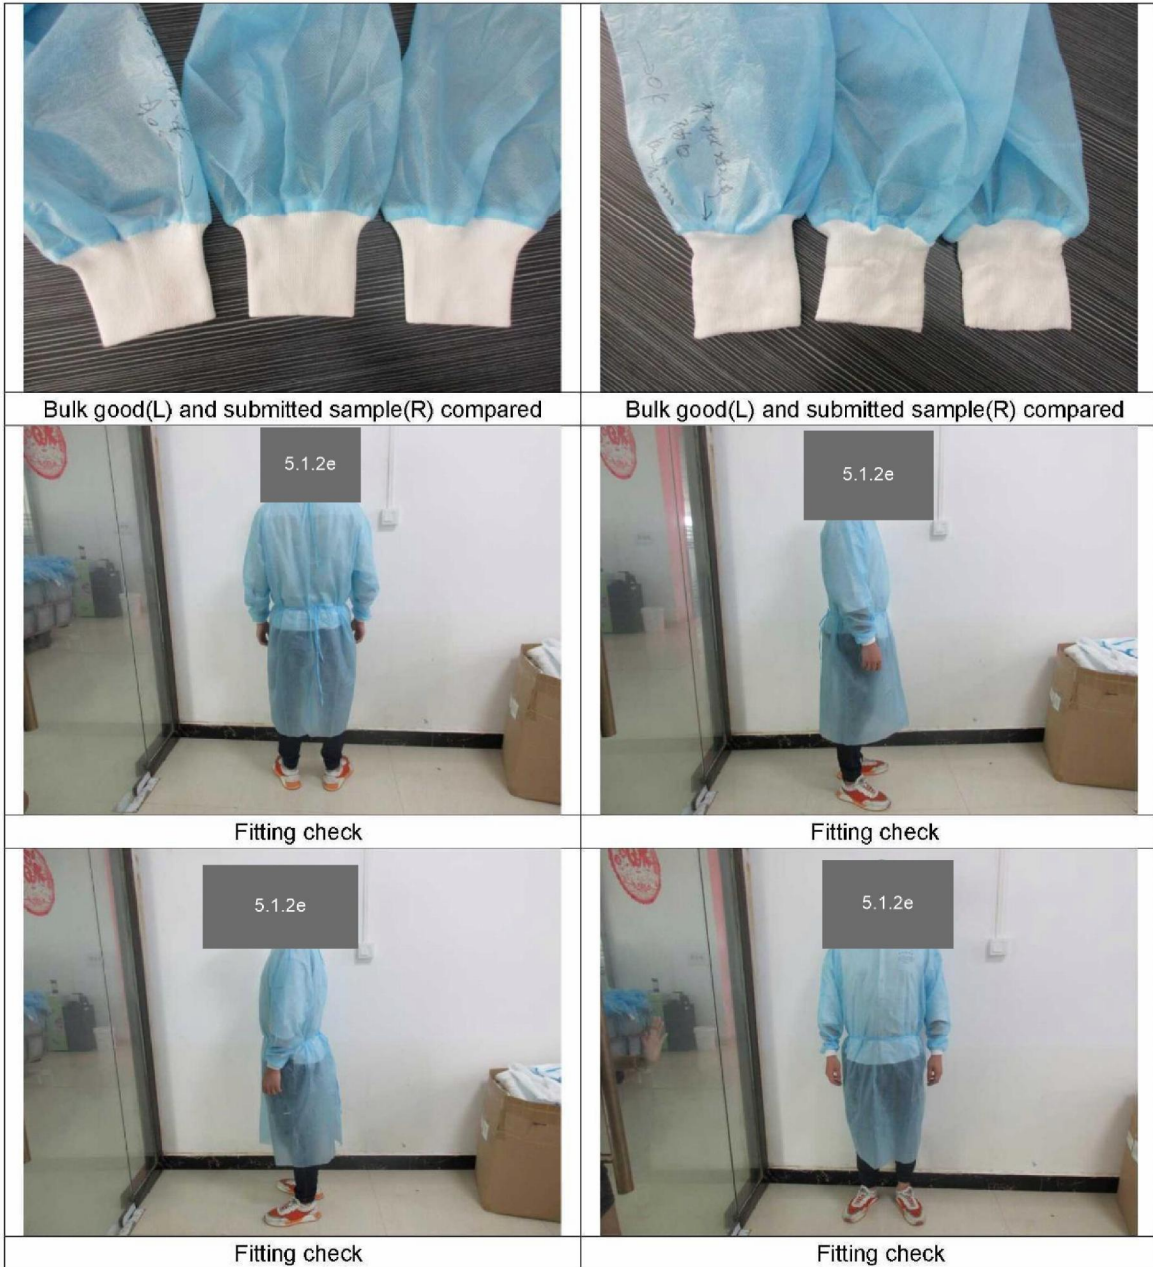 Bulk good(L) and submitted sample(R) compared
Bulk good(L) and submitted sample(R) compared
5.1.2e
5.1.2e
Fitting check
Fitting check
5.1.2e
5.1.2e
Fitting check
Fitting check